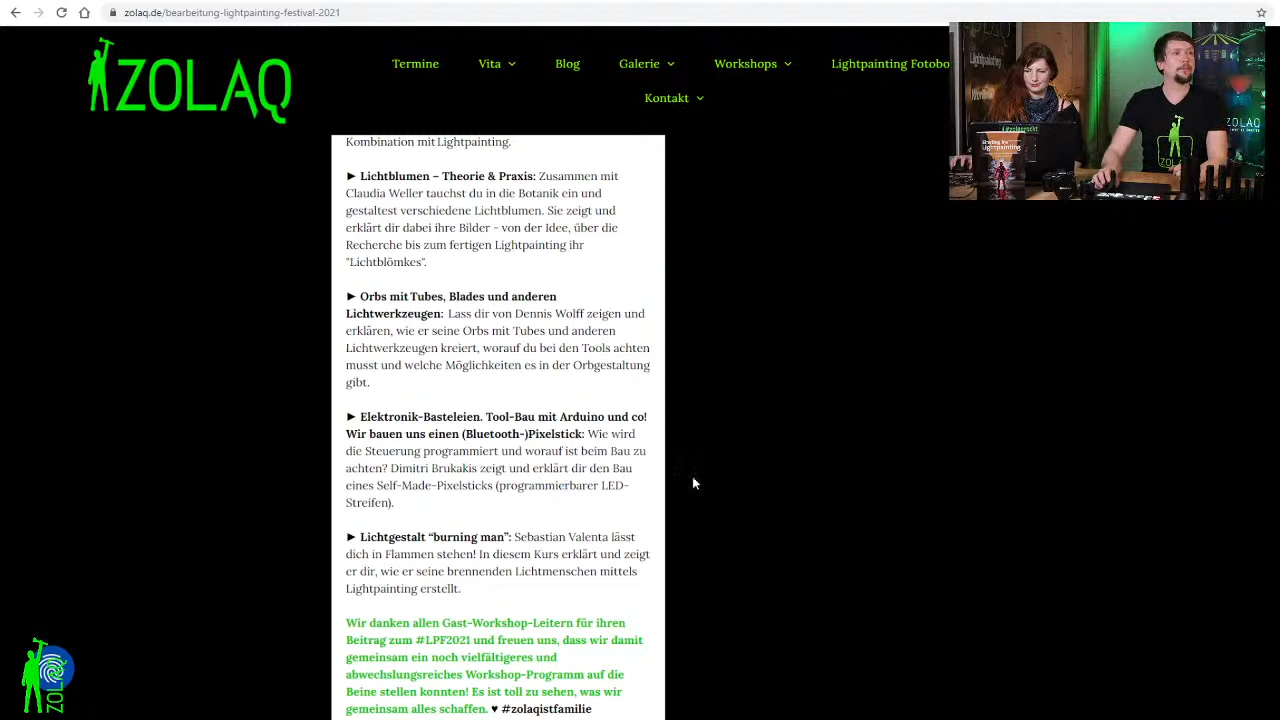 zolaq.de/bearbeitung-lightpainting-festival-2021
ZOLAQ
Termine
Vita
Blog
Galerie
Workshops
Lightpainting Fotobo
Kontakt
Kombination mit Lightpainting.
► Lichtblumen – Theorie & Praxis: Zusammen mit
Claudia Weller tauchst du in die Botanik ein und
gestaltest verschiedene Lichtblumen. Sie zeigt und
erklärt dir dabei ihre Bilder - von der Idee, über die
Recherche bis zum fertigen Lightpainting ihr
"Lichtblömkes".
► Orbs mit Tubes, Blades und anderen
Lichtwerkzeugen: Lass dir von Dennis Wolff zeigen und
erklären, wie er seine Orbs mit Tubes und anderen
Lichtwerkzeugen kreiert, worauf du bei den Tools achten
musst und welche Möglichkeiten es in der Orbgestaltung
gibt.
► Elektronik-Basteleien. Tool-Bau mit Arduino und co!
Wir bauen uns einen (Bluetooth-)Pixelstick: Wie wird
die Steuerung programmiert und worauf ist beim Bau zu
achten? Dimitri Brukakis zeigt und erklärt dir den Bau
eines Self-Made-Pixelsticks (programmierbarer LED-
Streifen).
► Lichtgestalt “burning man”: Sebastian Valenta lässt
dich in Flammen stehen! In diesem Kurs erklärt und zeigt
er dir, wie er seine brennenden Lichtmenschen mittels
Lightpainting erstellt.
Wir danken allen Gast-Workshop-Leitern für ihren
Beitrag zum #LPF2021 und freuen uns, dass wir damit
gemeinsam ein noch vielfältigeres und
abwechslungsreiches Workshop-Programm auf die
Beine stellen konnten! Es ist toll zu sehen, was wir
gemeinsam alles schaffen. ♥ #zolaqistfamilie
Lightpainting
ZOLAQ
ZOL